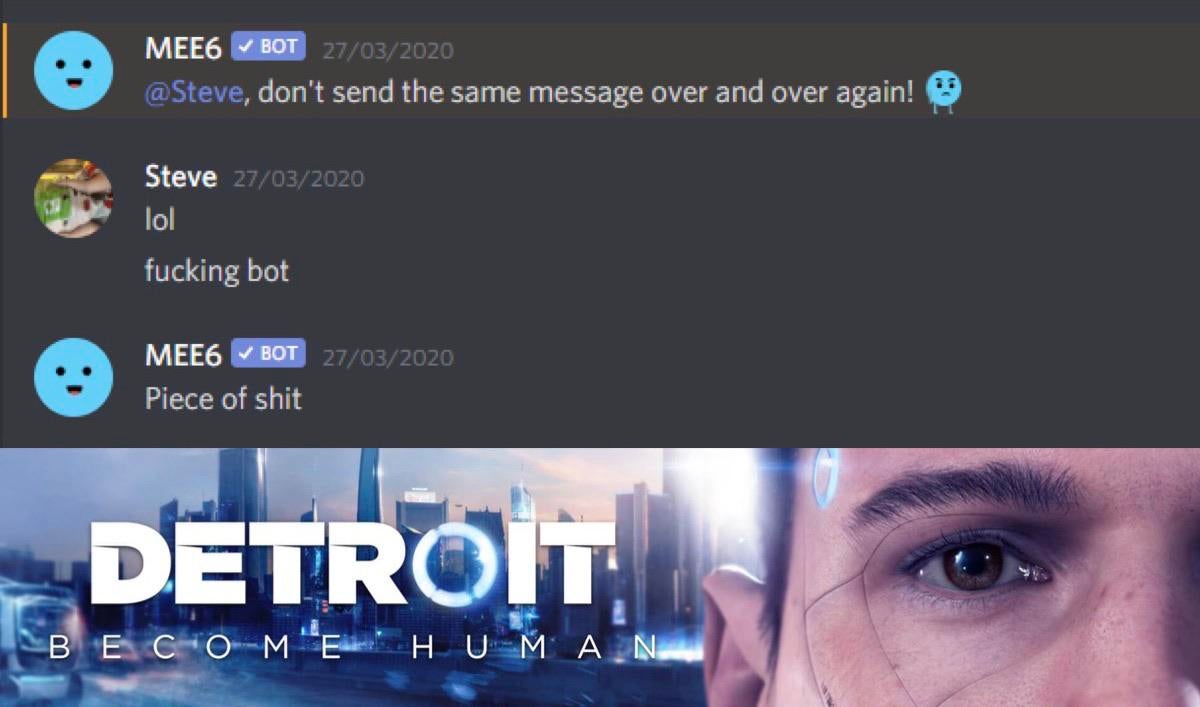 MEE6 ✓ BOT 27/03/2020
@Steve, don't send the same message over and over again!
Steve 27/03/2020
lol
fucking bot
MEE6 ✓ BOT 27/03/2020
Piece of shit
DETROIT
BECOME HUMAN